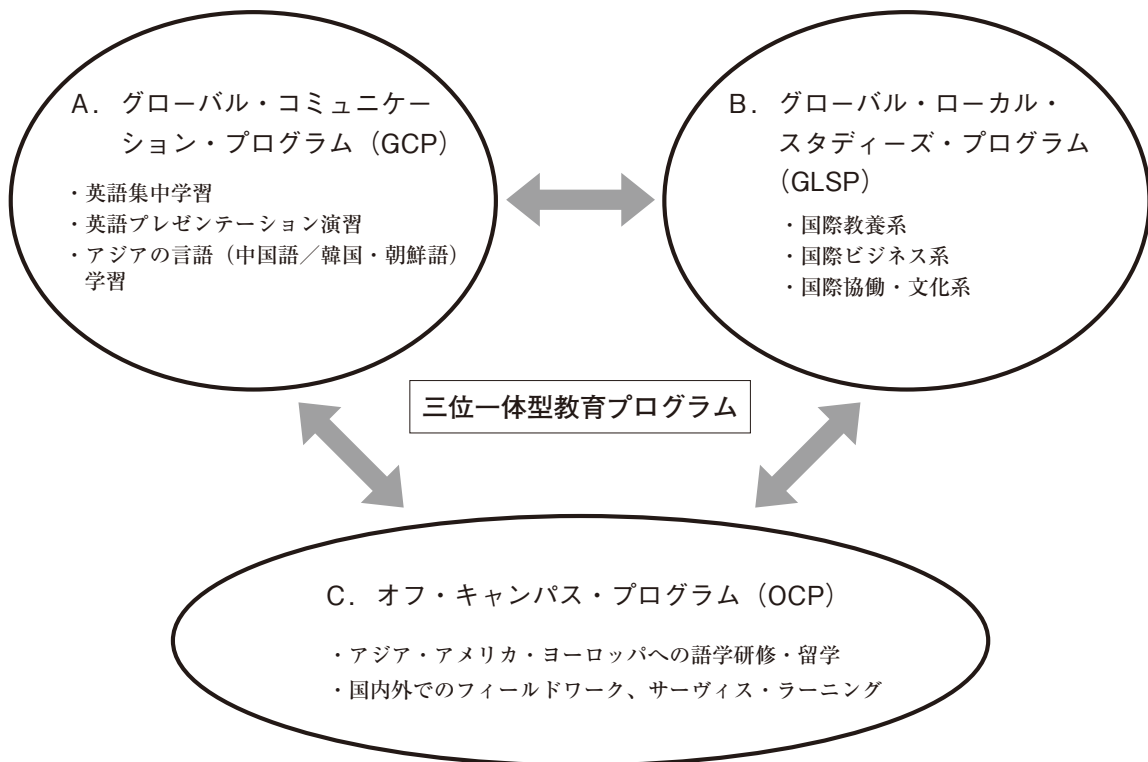 A. グローバル・コミュニケー
ション・プログラム(GCP)
・英語集中学習
・英語プレゼンテーション演習
・アジアの言語(中国語/韓国・朝鮮語)
学習
B. グローバル・ローカル・
スタディーズ・プログラム
(GLSP)
・国際教養系
・国際ビジネス系
・国際協働・文化系
三位一体型教育プログラム
C. オフ・キャンパス・プログラム(OCP)
・アジア・アメリカ・ヨーロッパへの語学研修・留学
・国内外でのフィールドワーク、サーヴィス・ラーニング